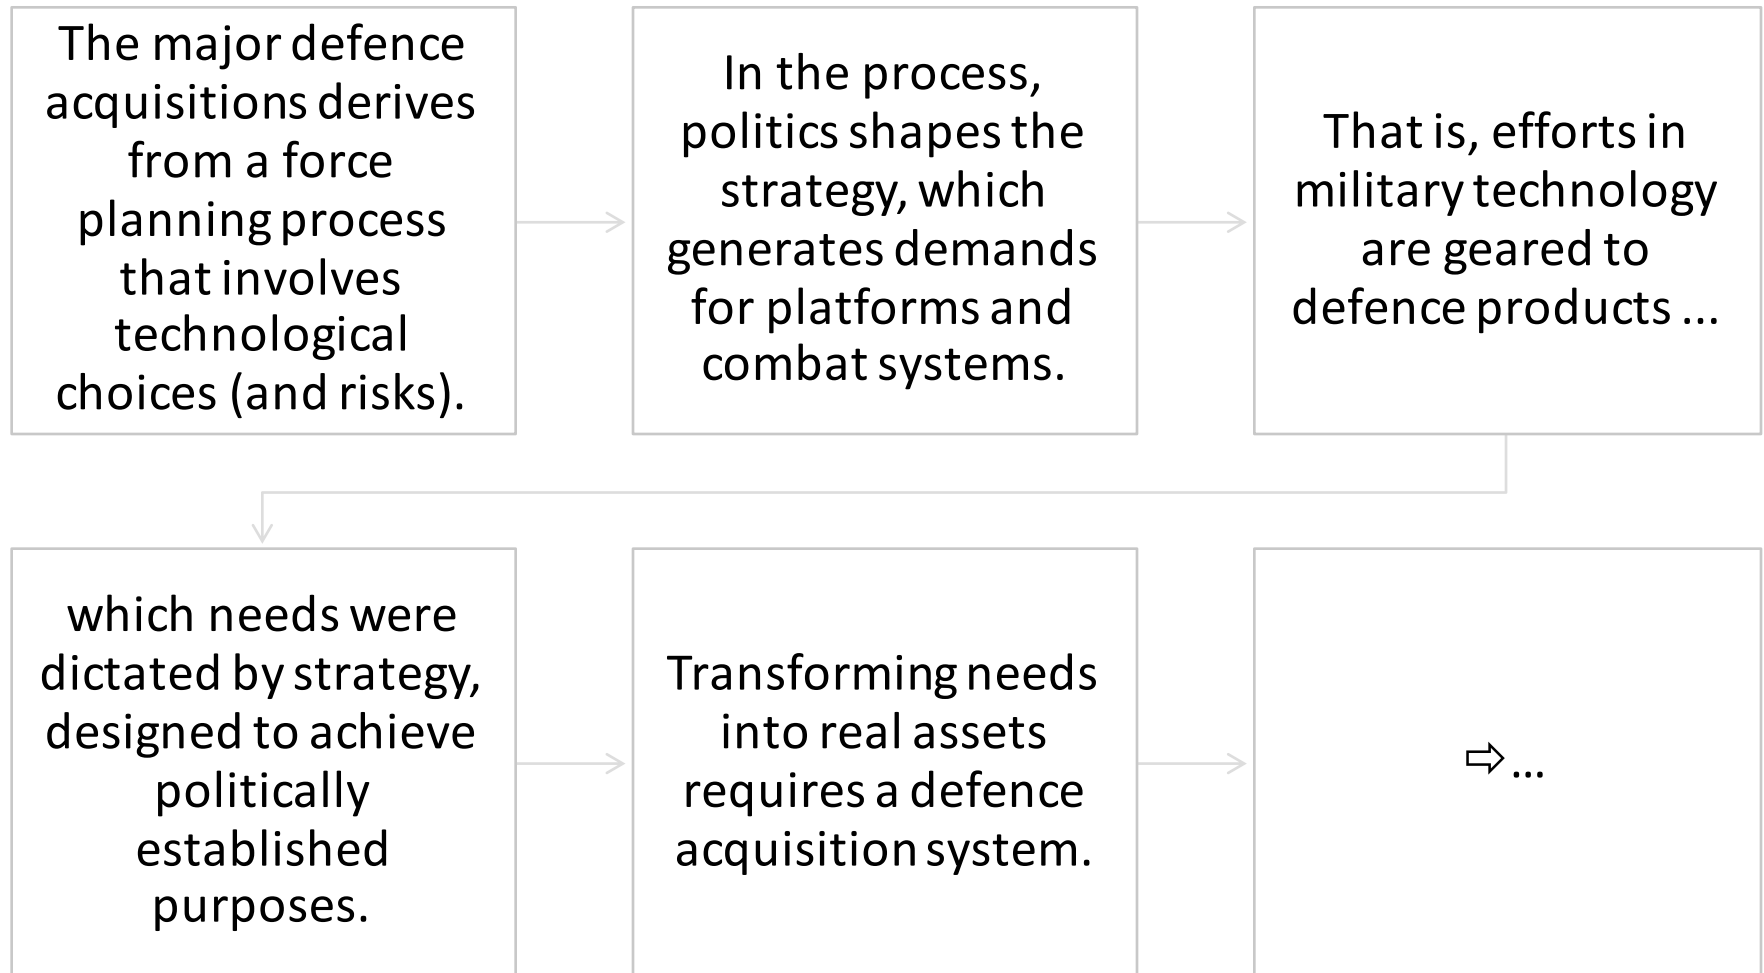 The major defence
acquisitions derives
from a force
planning process
that involves
technological
choices (and risks).
In the process,
politics shapes the
strategy, which
generates demands
for platforms and
combat systems.
That is, efforts in
military technology
are geared to
defence products ...
which needs were
dictated by strategy,
designed to achieve
politically
established
purposes.
Transforming needs
into real assets
requires a defence
acquisition system.
⇨...